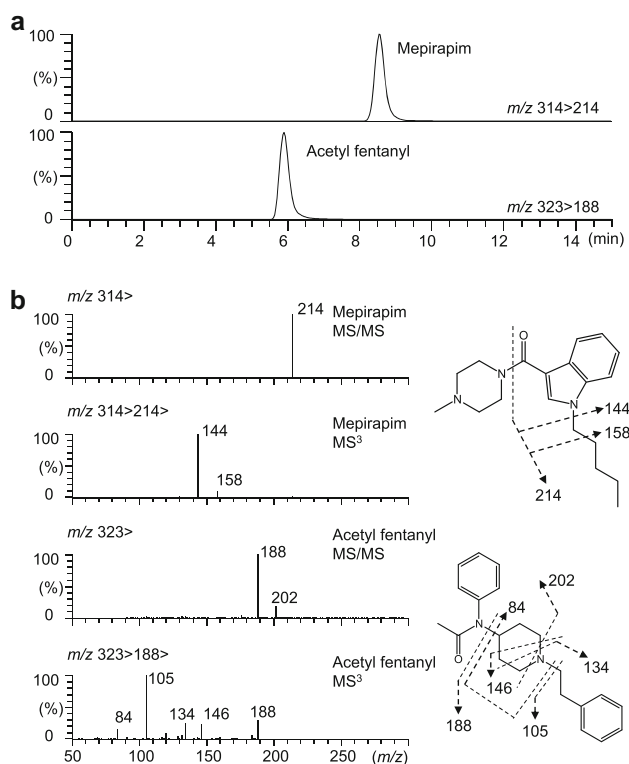 a
100
(%)
0
Mepirapim
m/z 314>214
100
(%)
0
Acetyl fentanyl
m/z 323>188
0 2 4 6 8 10 12 14 (min)
b
m/z 314>
100
(%)
0
214
Mepirapim
MS/MS
m/z 314>214>
100
(%)
0
144
158
Mepirapim
MS3
O
N
N
N
144
158
214
m/z 323>
100
(%)
0
188
202
Acetyl fentanyl
MS/MS
m/z 323>188>
100
(%)
0
84
105
134
146
188
Acetyl fentanyl
MS3
50 100 150 200 250 (m/z)
202
84
N
O
N
134
146
188
105